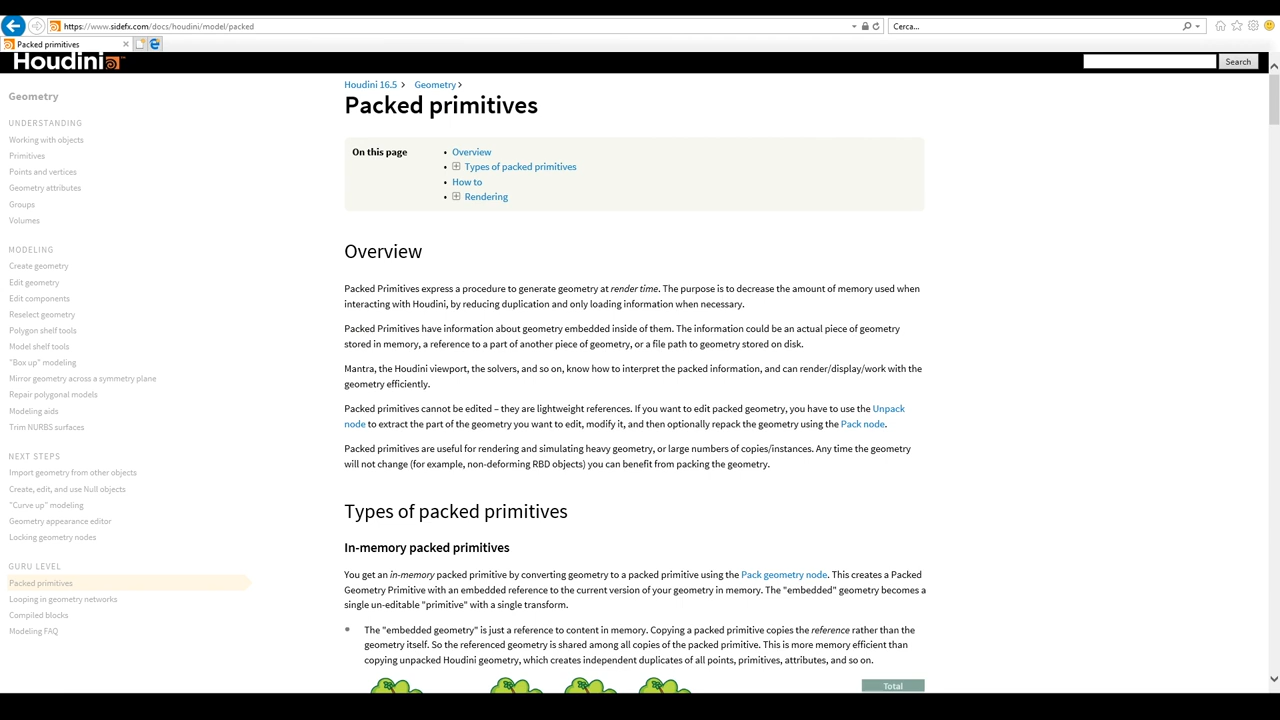 https://www.sidefx.com/docs/houdini/model/packed
Cerca...
Packed primitives
Houdini
Search
Geometry
UNDERSTANDING
Working with objects
Primitives
Points and vertices
Geometry attributes
Groups
Volumes
MODELING
Create geometry
Edit geometry
Edit components
Reselect geometry
Polygon shelf tools
Model shelf tools
"Box up" modeling
Mirror geometry across a symmetry plane
Repair polygonal models
Modeling aids
Trim NURBS surfaces
NEXT STEPS
Import geometry from other objects
Create, edit, and use Null objects
"Curve up" modeling
Geometry appearance editor
Locking geometry nodes
GURU LEVEL
Packed primitives
Looping in geometry networks
Compiled blocks
Modeling FAQ
Houdini 16.5 > Geometry >
Packed primitives
On this page
• Overview
• Types of packed primitives
• How to
• Rendering
Overview
Packed Primitives express a procedure to generate geometry at render time. The purpose is to decrease the amount of memory used when
interacting with Houdini, by reducing duplication and only loading information when necessary.
Packed Primitives have information about geometry embedded inside of them. The information could be an actual piece of geometry
stored in memory, a reference to a part of another piece of geometry, or a file path to geometry stored on disk.
Mantra, the Houdini viewport, the solvers, and so on, know how to interpret the packed information, and can render/display/work with the
geometry efficiently.
Packed primitives cannot be edited – they are lightweight references. If you want to edit packed geometry, you have to use the Unpack
node to extract the part of the geometry you want to edit, modify it, and then optionally repack the geometry using the Pack node.
Packed primitives are useful for rendering and simulating heavy geometry, or large numbers of copies/instances. Any time the geometry
will not change (for example, non-deforming RBD objects) you can benefit from packing the geometry.
Types of packed primitives
In-memory packed primitives
You get an in-memory packed primitive by converting geometry to a packed primitive using the Pack geometry node. This creates a Packed
Geometry Primitive with an embedded reference to the current version of your geometry in memory. The "embedded" geometry becomes a
single un-editable "primitive" with a single transform.
• The "embedded geometry" is just a reference to content in memory. Copying a packed primitive copies the reference rather than the
geometry itself. So the referenced geometry is shared among all copies of the packed primitive. This is more memory efficient than
copying unpacked Houdini geometry, which creates independent duplicates of all points, primitives, attributes, and so on.
Total